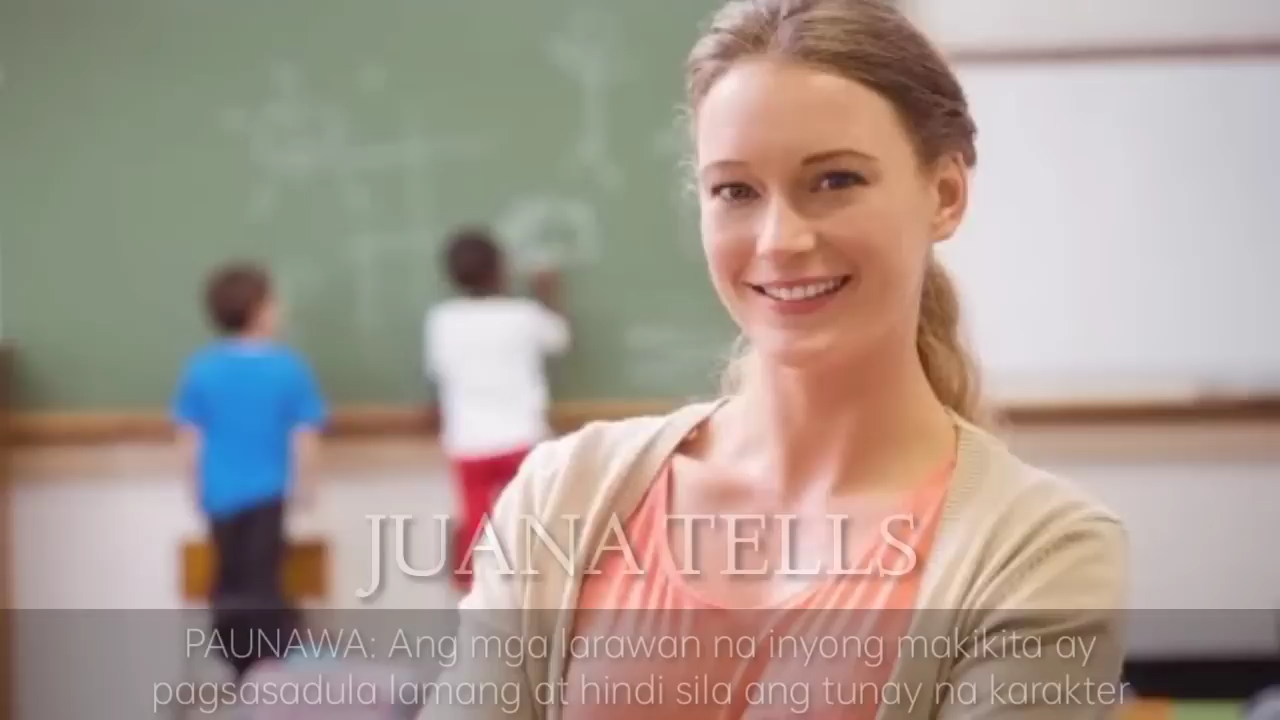 JUANA TELLS
PAUNAWA: Ang mga larawan na inyong makikita ay
pagsasadula lamang at hindi sila ang tunay na karakter